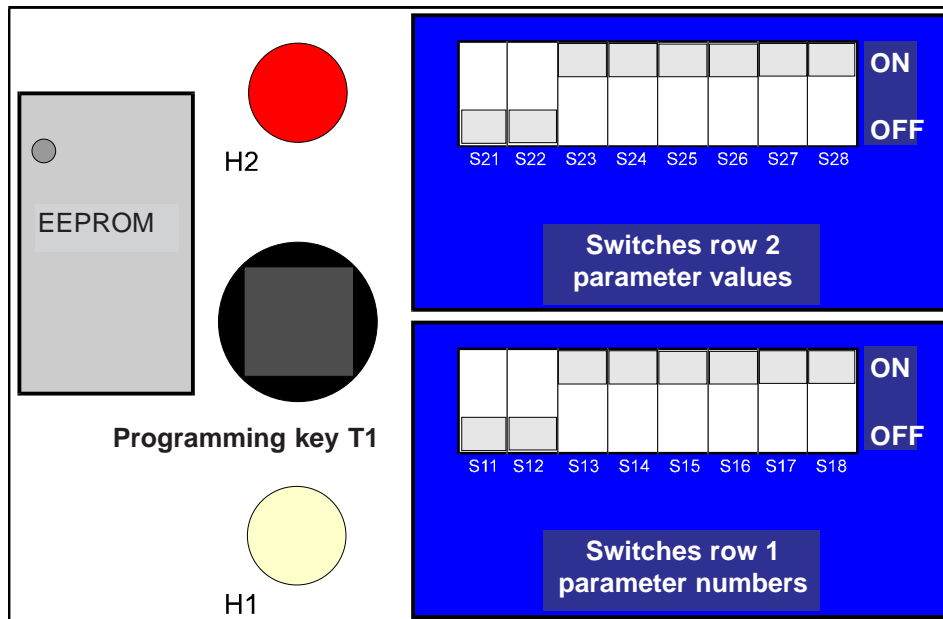 H2
EEPROM
Programming key T1
H1
ON
OFF
S21 S22 S23 S24 S25 S26 S27 S28
Switches row 2
parameter values
ON
OFF
S11 S12 S13 S14 S15 S16 S17 S18
Switches row 1
parameter numbers